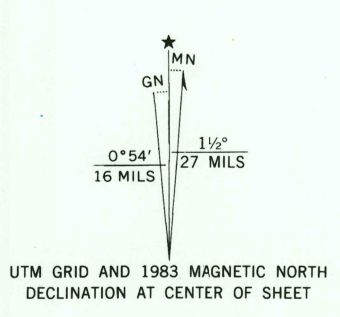 MN
GN
0°54′
16 MILS
1½°
27 MILS
UTM GRID AND 1983 MAGNETIC NORTH
DECLINATION AT CENTER OF SHEET